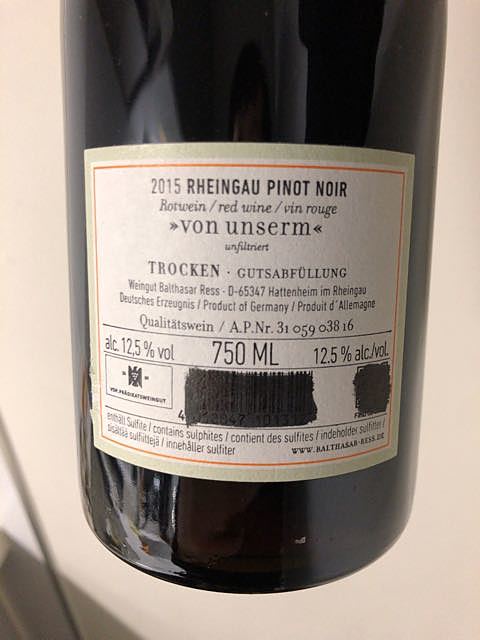 2015 RHEINGAU PINOT NOIR
Rotwein / red wine / vin rouge
»von unserm«
unfiltriert
TROCKEN · GUTSABFÜLLUNG
Weingut Balthasar Ress · D-65347 Hattenheim im Rheingau
Deutsches Erzeugnis / Product of Germany / Produit d´Allemagne
Qualitätswein / A.P.Nr. 31 059 038 16
alc. 12,5 % vol 750 ML 12.5 % alc./vol.
VDP.PRÄDIKATSWEINGUT
enthält Sulfite / contains sulphites / contient des sulfites / indeholder sulfitter /
sisältää sulfiittejä / innehåller sulfiter
WWW.BALTHASAR-RESS.DE